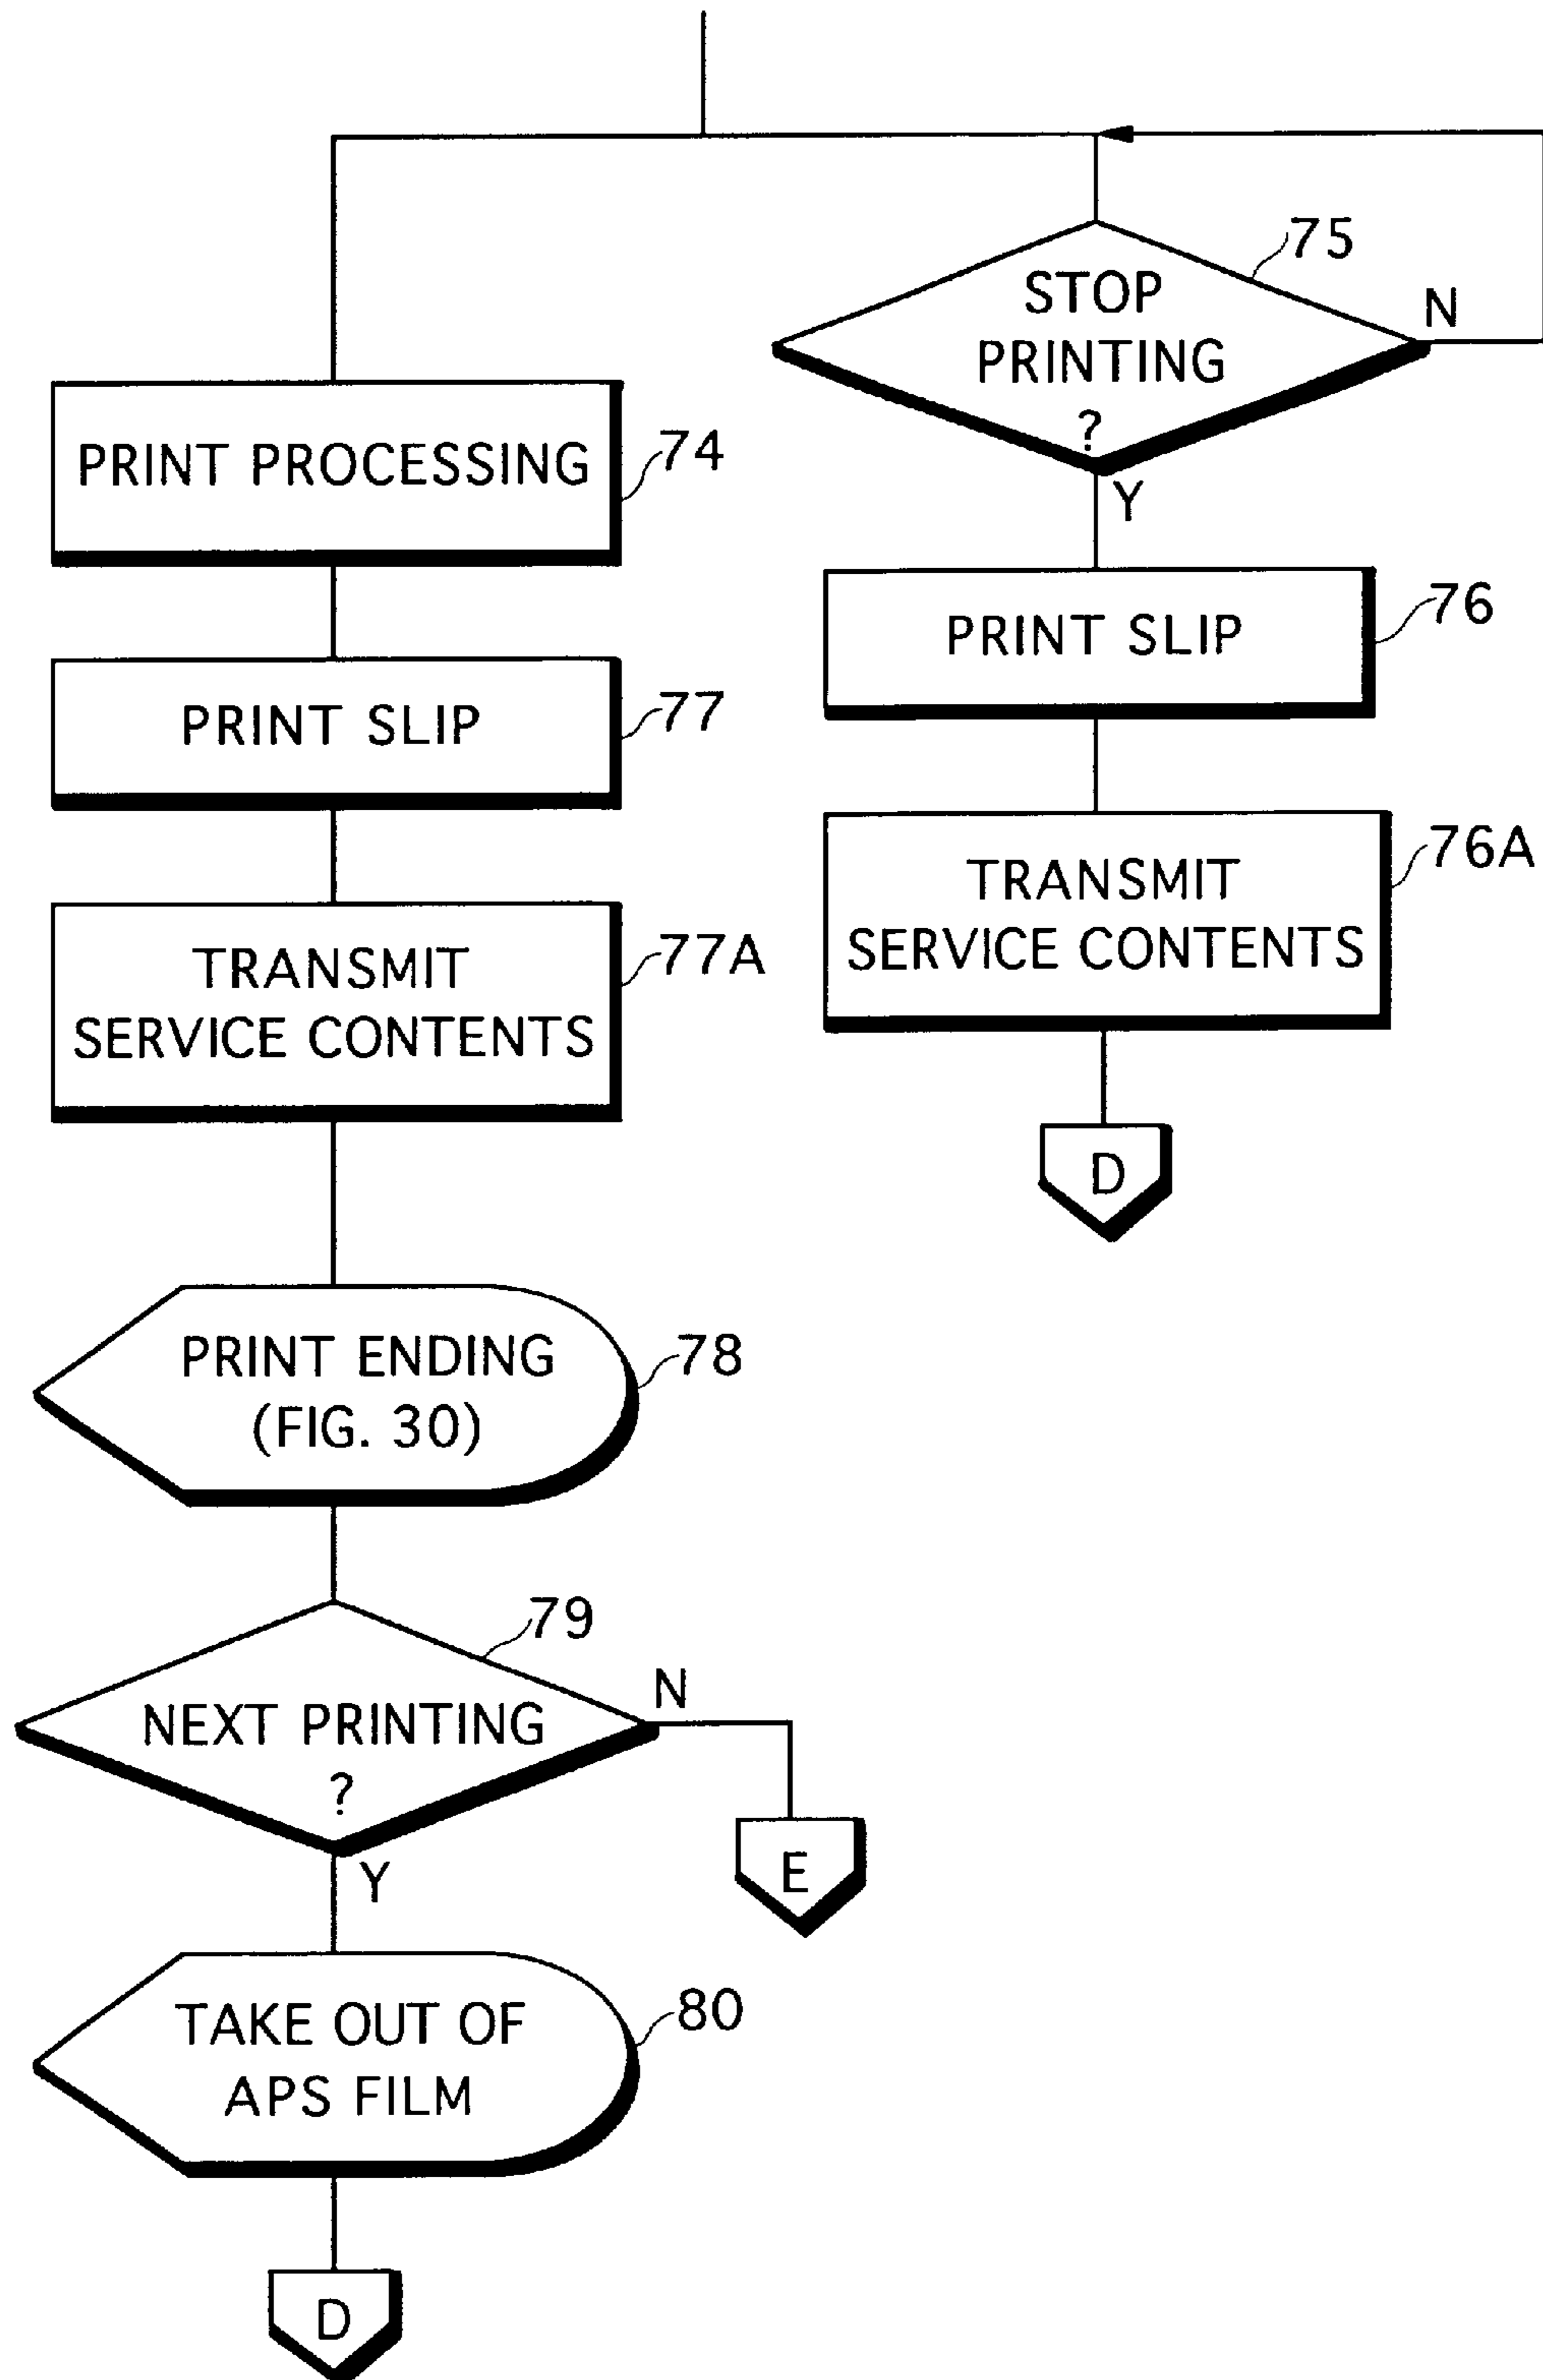 PRINT PROCESSING
74
PRINT SLIP
77
TRANSMIT
SERVICE CONTENTS
77A
PRINT ENDING
(FIG. 30)
78
NEXT PRINTING
?
79
N
E
Y
TAKE OUT OF
APS FILM
80
D
STOP
PRINTING
?
75
N
Y
PRINT SLIP
76
TRANSMIT
SERVICE CONTENTS
76A
D